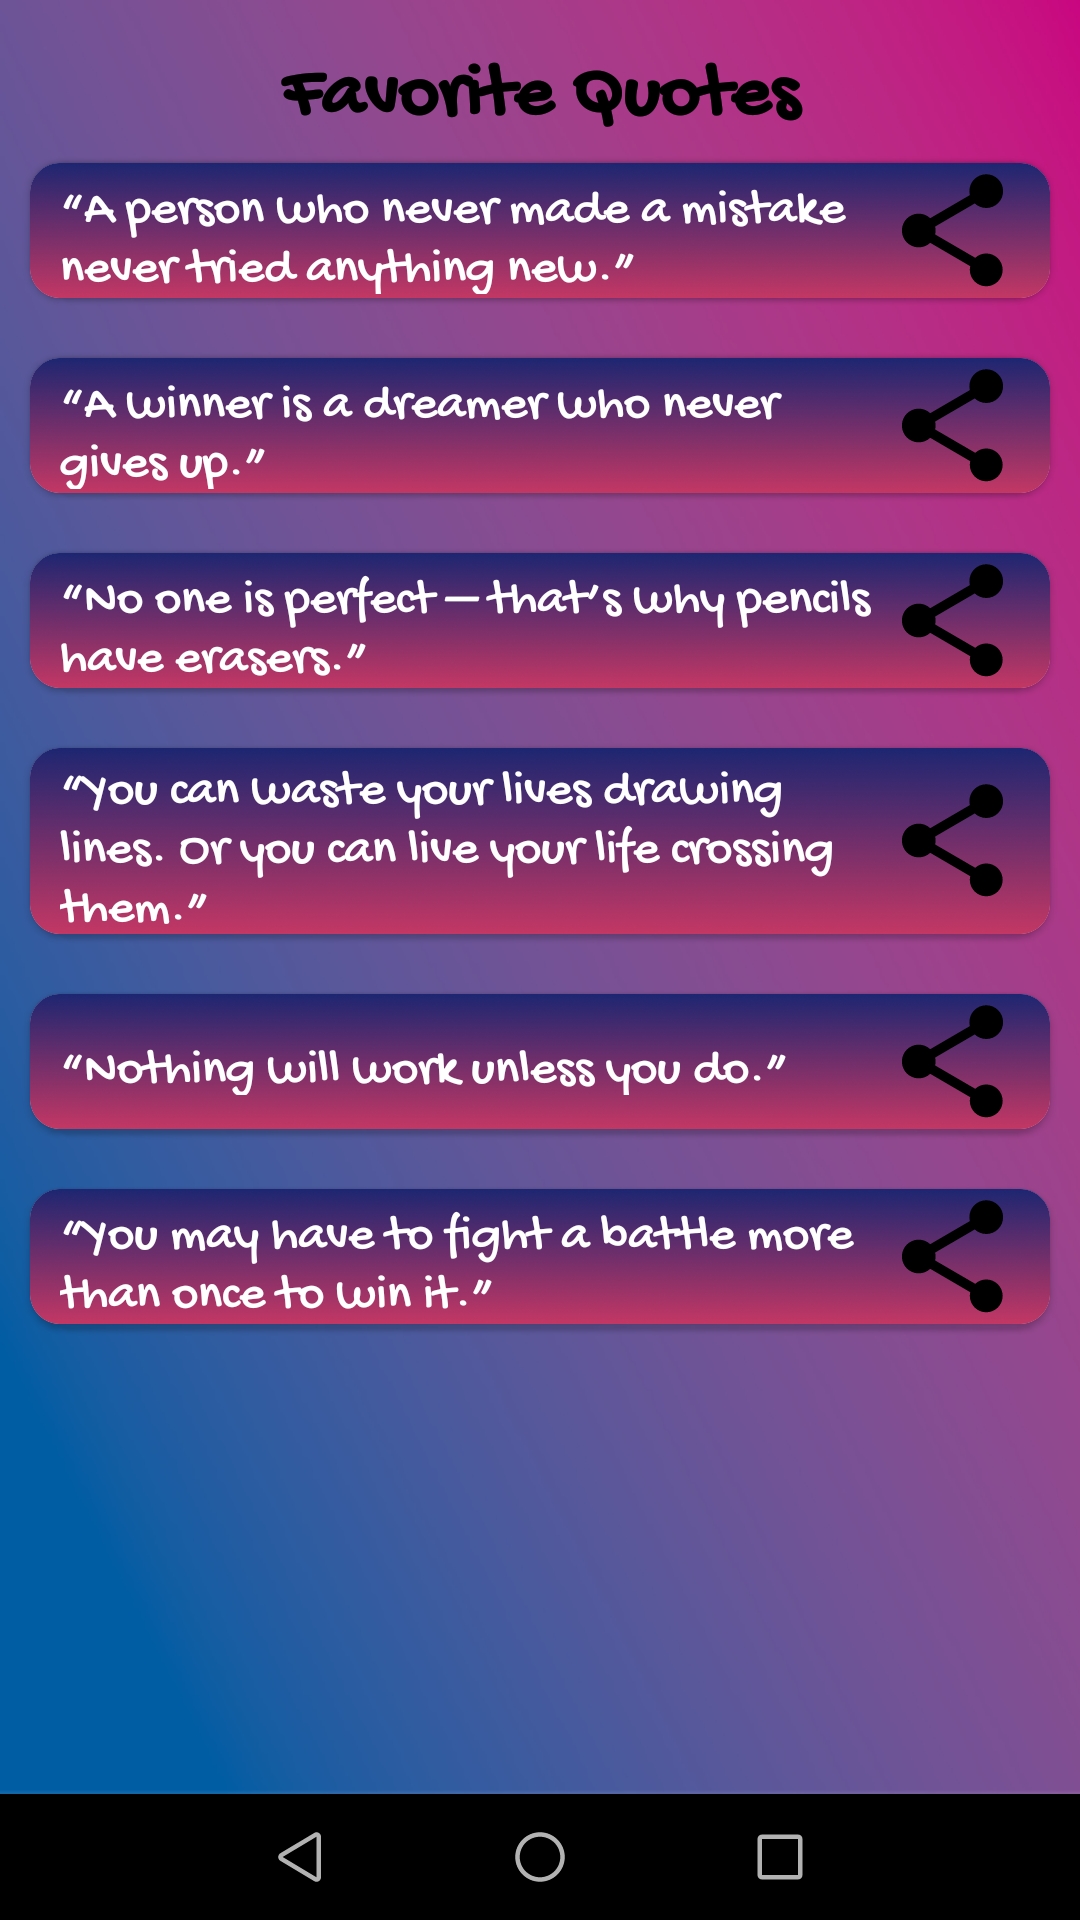 Favorite Quotes
“A person who never made a mistake
never tried anything new.”
“A winner is a dreamer who never
gives up.”
“No one is perfect – that’s why pencils
have erasers.”
“You can waste your lives drawing
lines. Or you can live your life crossing
them.”
“Nothing will work unless you do.”
“You may have to fight a battle more
than once to win it.”